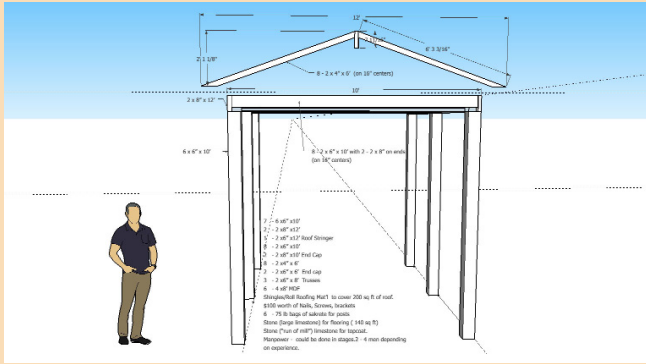 12'
2' 1 1/8"
6' 3 3/16"
8 - 2 x 4" x 6' (on 16" centers)
10'
2 x 8" x 12'
6 x 6" x 10'
8 - 2 x 6" x 10' with 2 - 2 x 8" on ends
(on 16" centers)
7 - 6 x6" x10'
2 - 2 x8" x12'
- 2 x6" x12' Roof Stringer
- 2 x6" x10'
2 - 2 x8" x10' End Cap
8 - 2 x4" x 6'
2 - 2 x6" x 6' End cap
3 - 2 x6" x 8' Trusses
6 - 4 x8' MDF
Shingles/Roll Roofing Mat'l to cover 200 sq ft of roof.
$100 worth of Nails, Screws, brackets
6 - 75 lb bags of sakrete for posts
Stone (large limestone) for flooring ( 140 sq ft)
Stone ("run of mill") limestone for topcoat.
Manpower - could be done in stages.2 - 4 men depending
on experience.